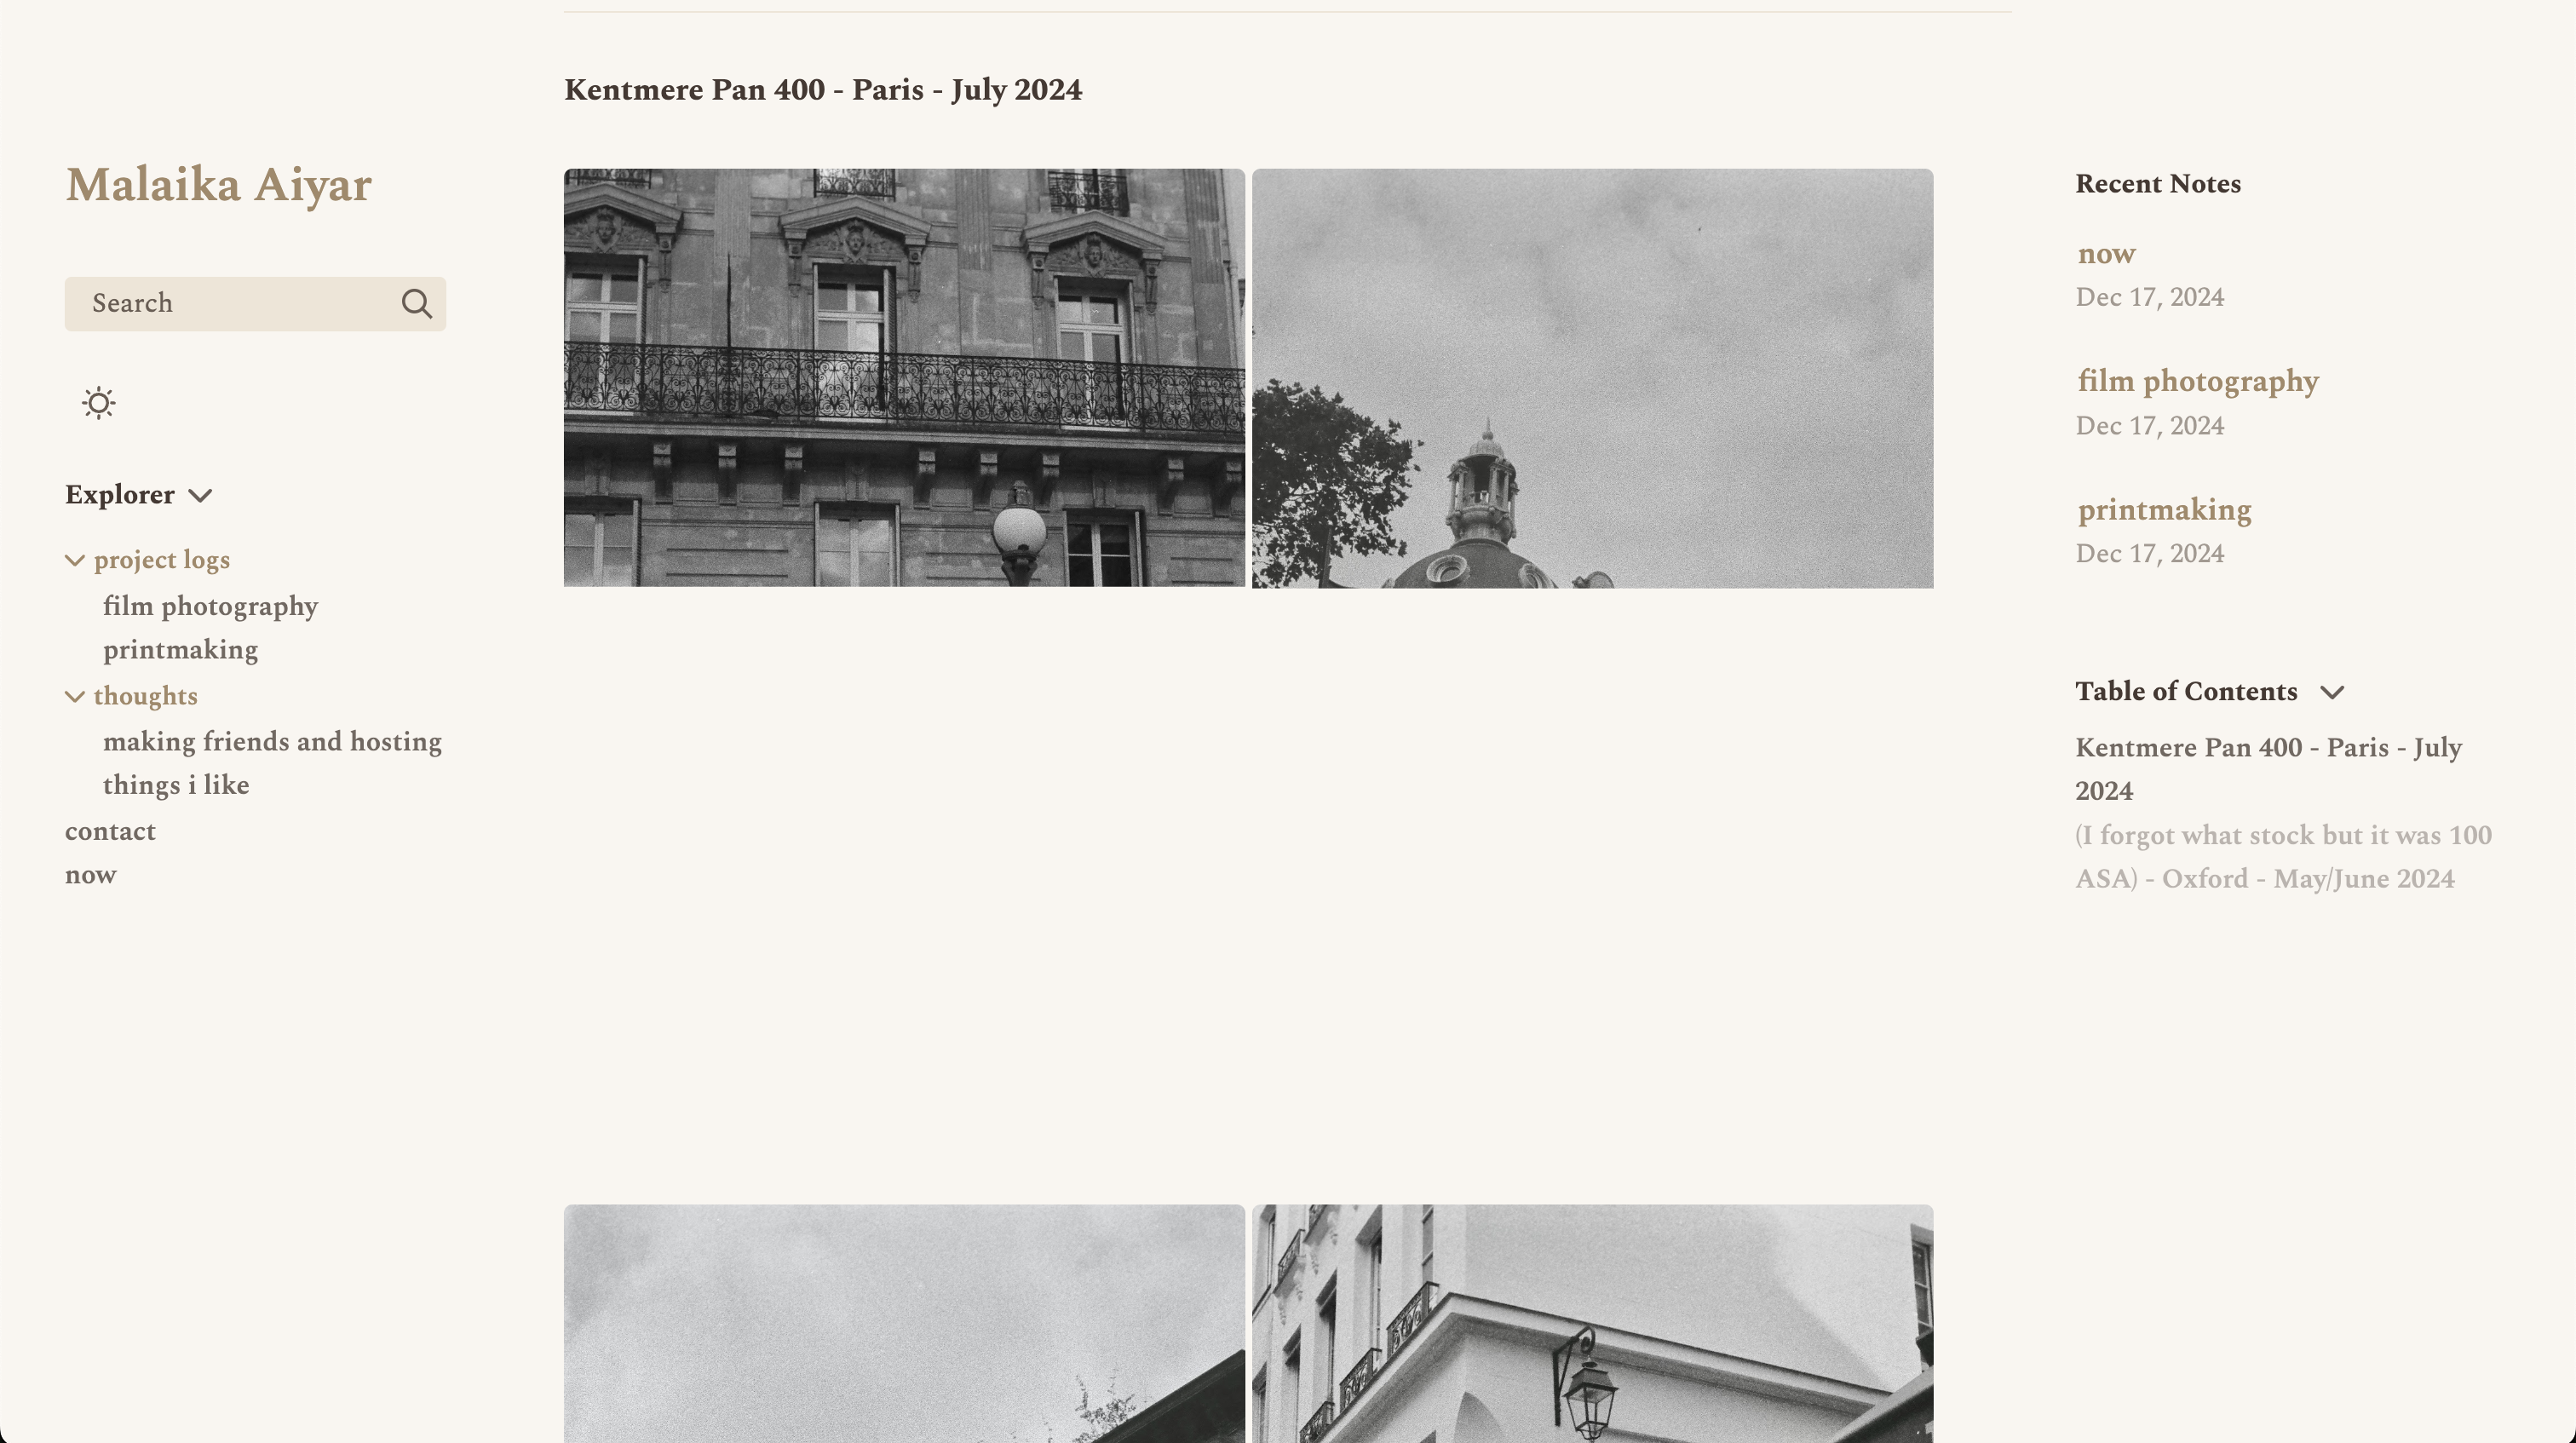 Kentmere Pan 400 - Paris - July 2024
Malaika Aiyar
Search
Explorer
project logs
film photography
printmaking
thoughts
making friends and hosting
things i like
contact
now
Recent Notes
now
Dec 17, 2024
film photography
Dec 17, 2024
printmaking
Dec 17, 2024
Table of Contents
Kentmere Pan 400 - Paris - July
2024
(I forgot what stock but it was 100
ASA) - Oxford - May/June 2024